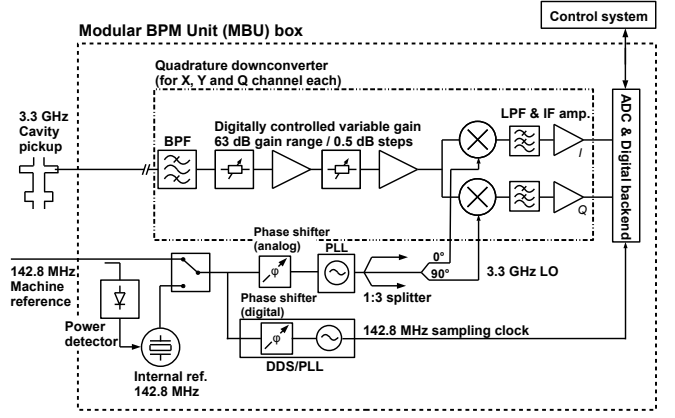 Control system
Modular BPM Unit (MBU) box
Quadrature downconverter
(for X, Y and Q channel each)
3.3 GHz
Cavity
pickup
BPF
Digitally controlled variable gain
63 dB gain range / 0.5 dB steps
LPF & IF amp.
I
Q
ADC & Digital backend
Phase shifter
(analog)
φ
PLL
0°
90°
3.3 GHz LO
1:3 splitter
142.8 MHz
Machine
reference
Power
detector
Internal ref.
142.8 MHz
Phase shifter
(digital)
φ
DDS/PLL
142.8 MHz sampling clock